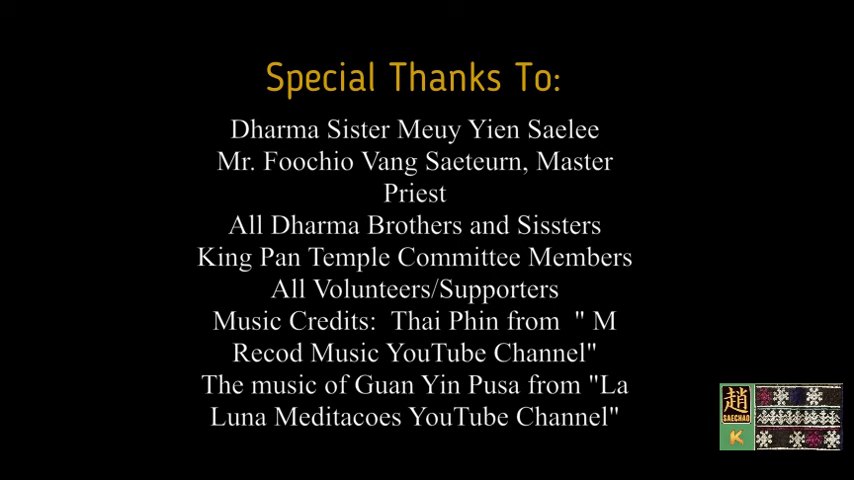 Special Thanks To:
Dharma Sister Meuy Yien Saelee
Mr. Foochio Vang Saeteurn, Master
Priest
All Dharma Brothers and Sissters
King Pan Temple Committee Members
All Volunteers/Supporters
Music Credits:  Thai Phin from  " M
Recod Music YouTube Channel"
The music of Guan Yin Pusa from "La
Luna Meditacoes YouTube Channel"
趙
SAECHAO
K